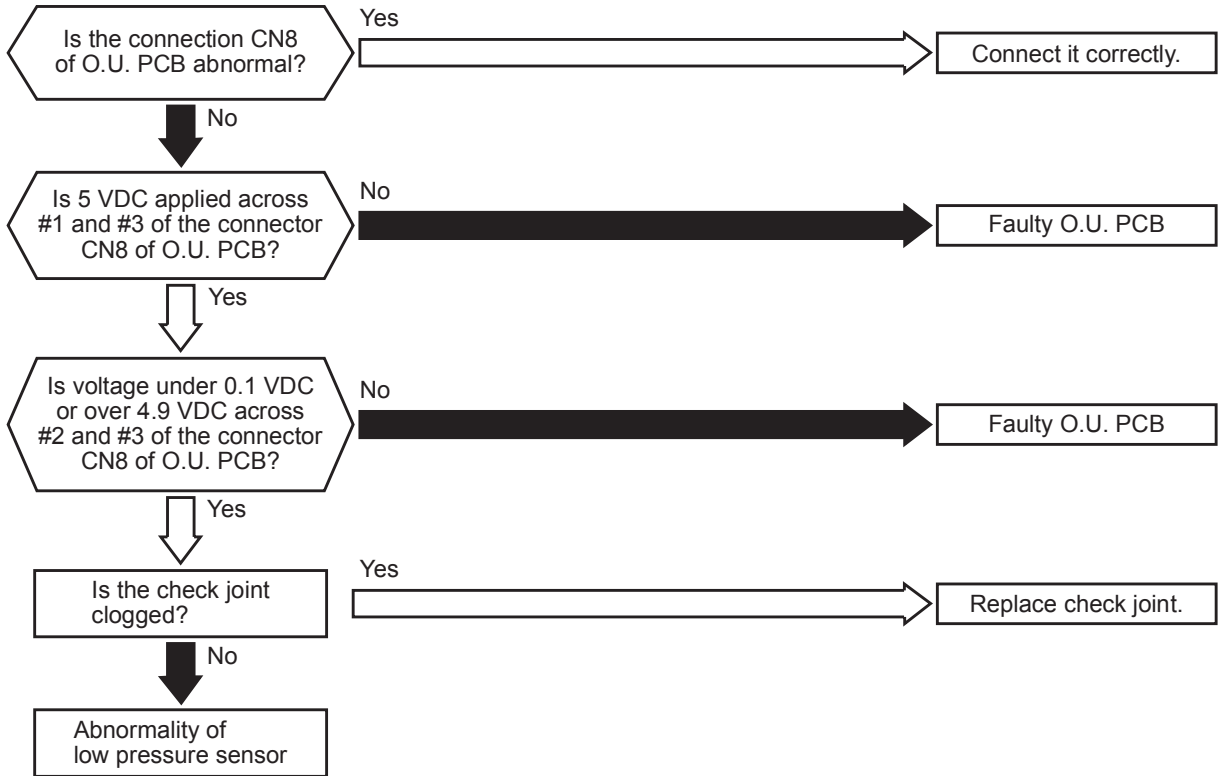 Is the connection CN8
of O.U. PCB abnormal?
Yes
Connect it correctly.
No
Is 5 VDC applied across
#1 and #3 of the connector
CN8 of O.U. PCB?
No
Faulty O.U. PCB
Yes
Is voltage under 0.1 VDC
or over 4.9 VDC across
#2 and #3 of the connector
CN8 of O.U. PCB?
No
Faulty O.U. PCB
Yes
Is the check joint
clogged?
Yes
Replace check joint.
No
Abnormality of
low pressure sensor